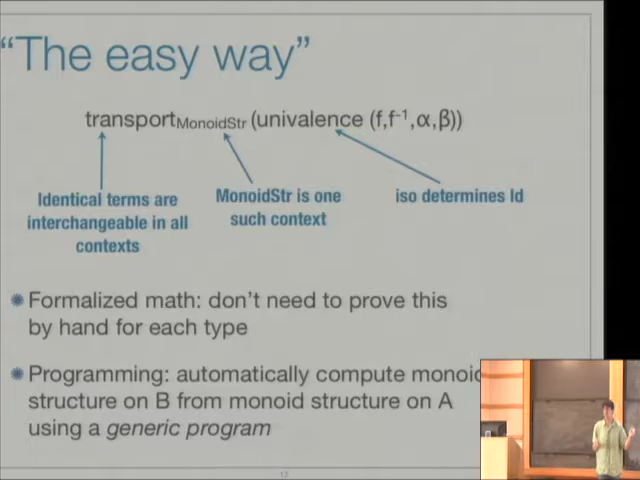 “The easy way”
transportMonoidStr (univalence (f,f-1,α,β))
Identical terms are
interchangeable in all
contexts
MonoidStr is one
such context
iso determines Id
Formalized math: don’t need to prove this
by hand for each type
Programming: automatically compute monoid
structure on B from monoid structure on A
using a generic program